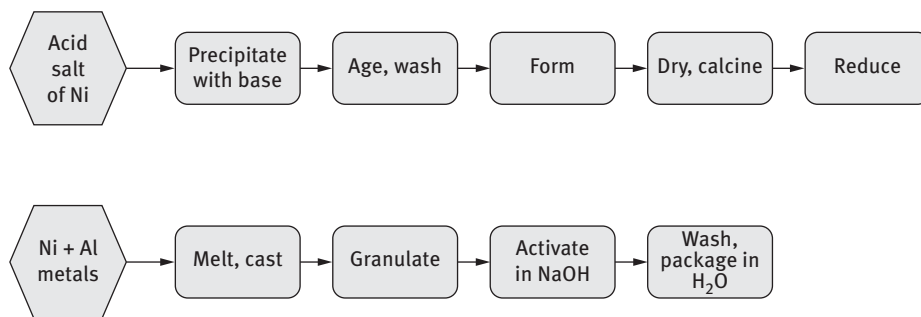 Acid
salt
of Ni
Precipitate
with base
Age, wash
Form
Dry, calcine
Reduce
Ni + Al
metals
Melt, cast
Granulate
Activate
in NaOH
Wash,
package in
H₂O